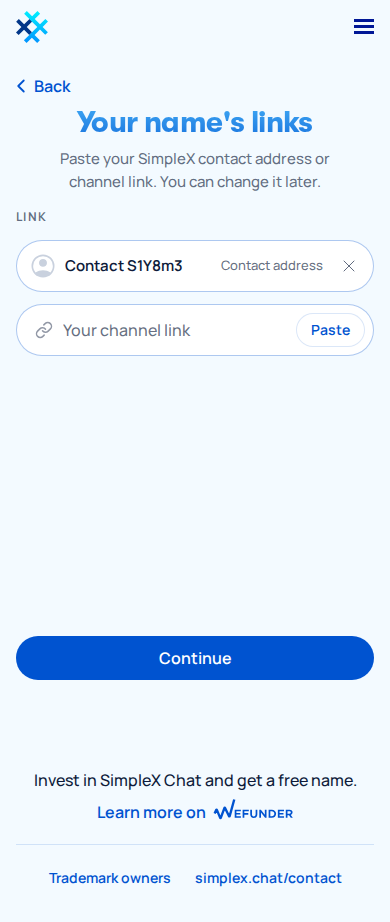 Back
Your name's links
Paste your SimpleX contact address or
channel link. You can change it later.
LINK
Contact S1Y8m3 Contact address
Your channel link Paste
Continue
Invest in SimpleX Chat and get a free name.
Learn more on WEFUNDER
Trademark owners simplex.chat/contact